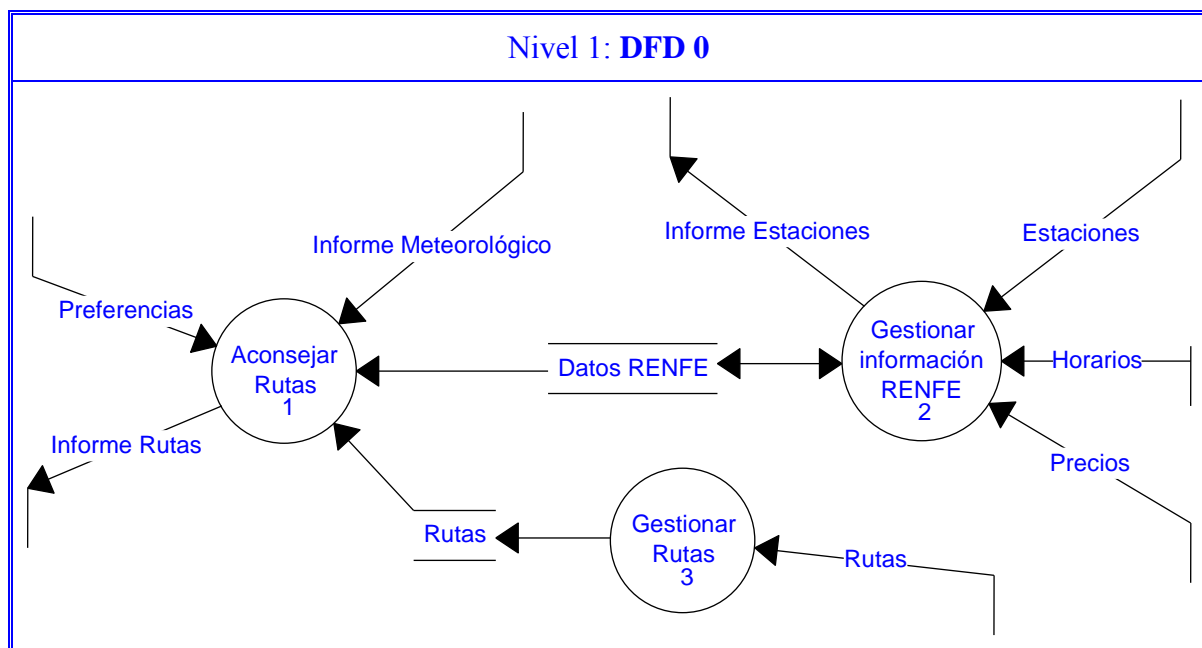 Nivel 1: DFD 0
Informe Meteorológico
Informe Estaciones
Estaciones
Preferencias
Aconsejar
Rutas
1
Datos RENFE
Gestionar
información
RENFE
2
Horarios
Informe Rutas
Precios
Rutas
Gestionar
Rutas
3
Rutas